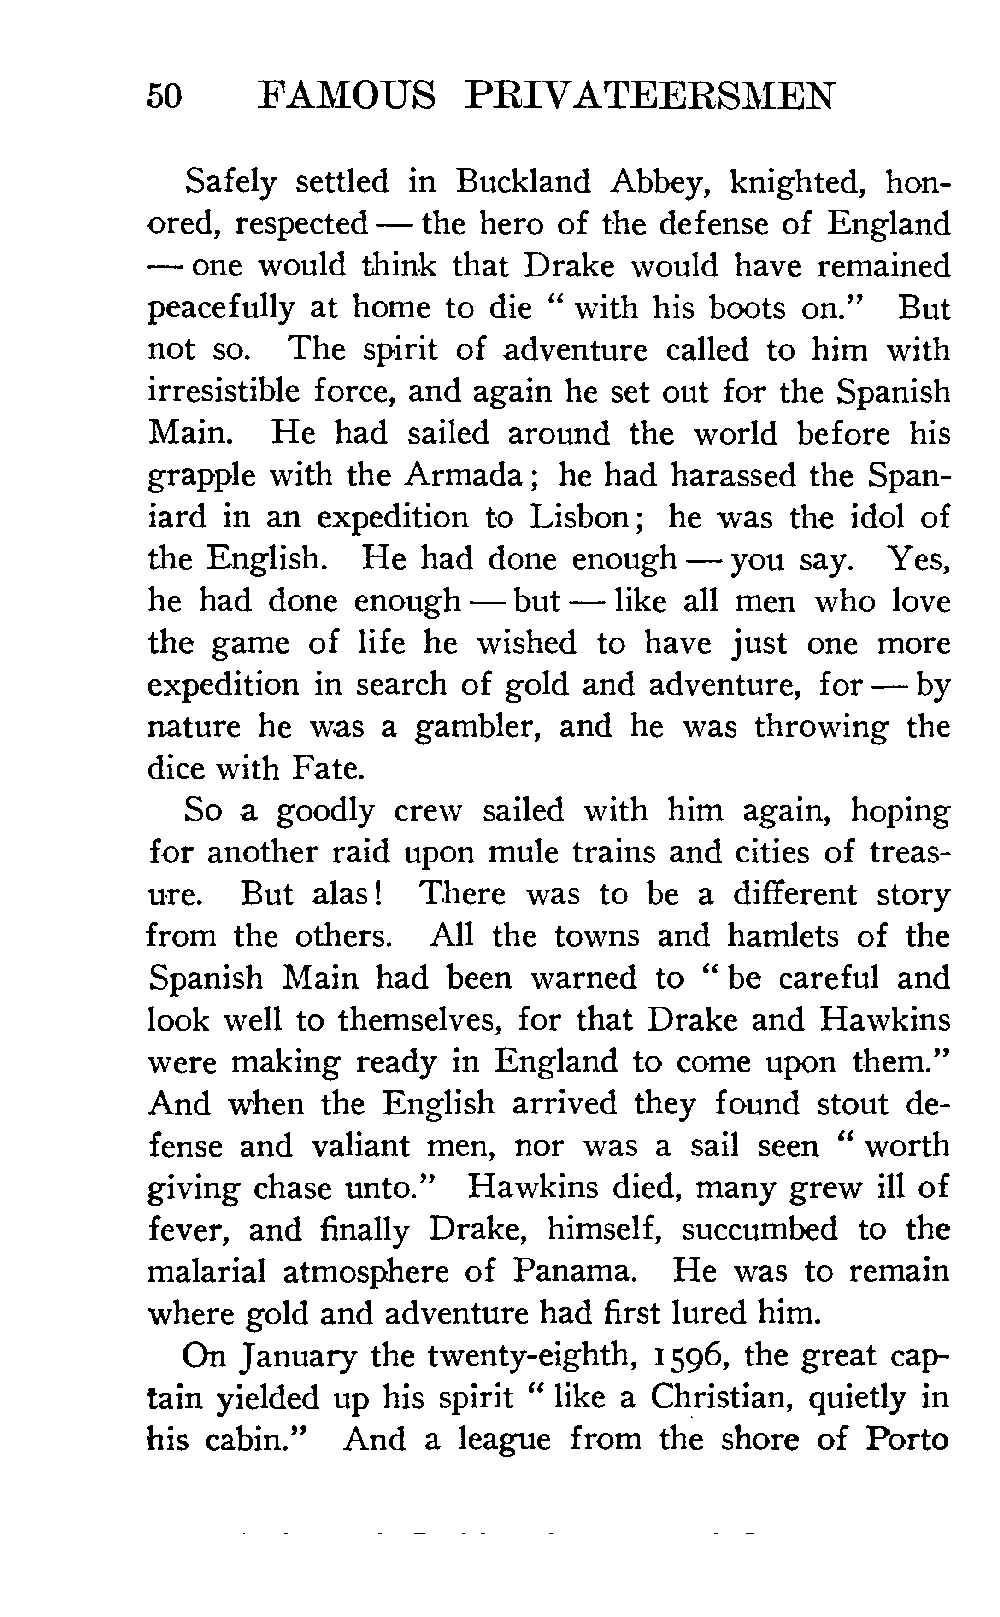 50 FAMOUS PRIVATEERSMEN
Safely settled in Buckland Abbey, knighted, hon-
ored, respected — the hero of the defense of England
— one would think that Drake would have remained
peacefully at home to die “ with his boots on.” But
not so. The spirit of adventure called to him with
irresistible force, and again he set out for the Spanish
Main. He had sailed around the world before his
grapple with the Armada; he had harassed the Span-
iard in an expedition to Lisbon; he was the idol of
the English. He had done enough — you say. Yes,
he had done enough — but — like all men who love
the game of life he wished to have just one more
expedition in search of gold and adventure, for — by
nature he was a gambler, and he was throwing the
dice with Fate.
So a goodly crew sailed with him again, hoping
for another raid upon mule trains and cities of treas-
ure. But alas! There was to be a different story
from the others. All the towns and hamlets of the
Spanish Main had been warned to “ be careful and
look well to themselves, for that Drake and Hawkins
were making ready in England to come upon them.”
And when the English arrived they found stout de-
fense and valiant men, nor was a sail seen “ worth
giving chase unto.” Hawkins died, many grew ill of
fever, and finally Drake, himself, succumbed to the
malarial atmosphere of Panama. He was to remain
where gold and adventure had first lured him.
On January the twenty-eighth, 1596, the great cap-
tain yielded up his spirit “ like a Christian, quietly in
his cabin.” And a league from the shore of Porto